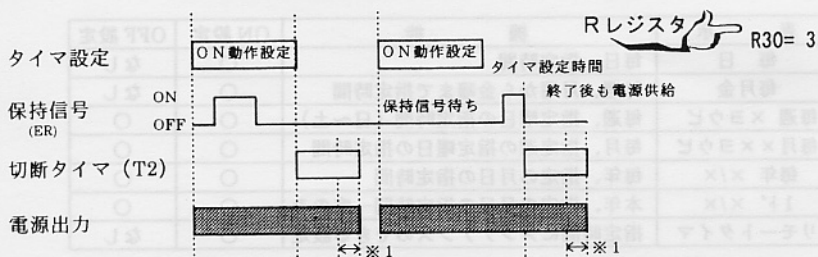 Rレジスタ R30= 3
タイマ設定 ON動作設定 ON動作設定
タイマ設定時間
終了後も電源供給
保持信号 ON
(ER) OFF
保持信号待ち
切断タイマ (T2)
電源出力
※1 ※1